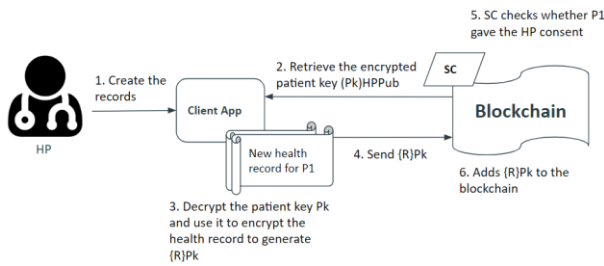 5. SC checks whether P1
gave the HP consent
2. Retrieve the encrypted
patient key (Pk)HPPub
SC
1. Create the
records
Client App
Blockchain
HP
New health
record for P1
4. Send {R}Pk
6. Adds {R}Pk to the
blockchain
3. Decrypt the patient key Pk
and use it to encrypt the
health record to generate
{R}Pk